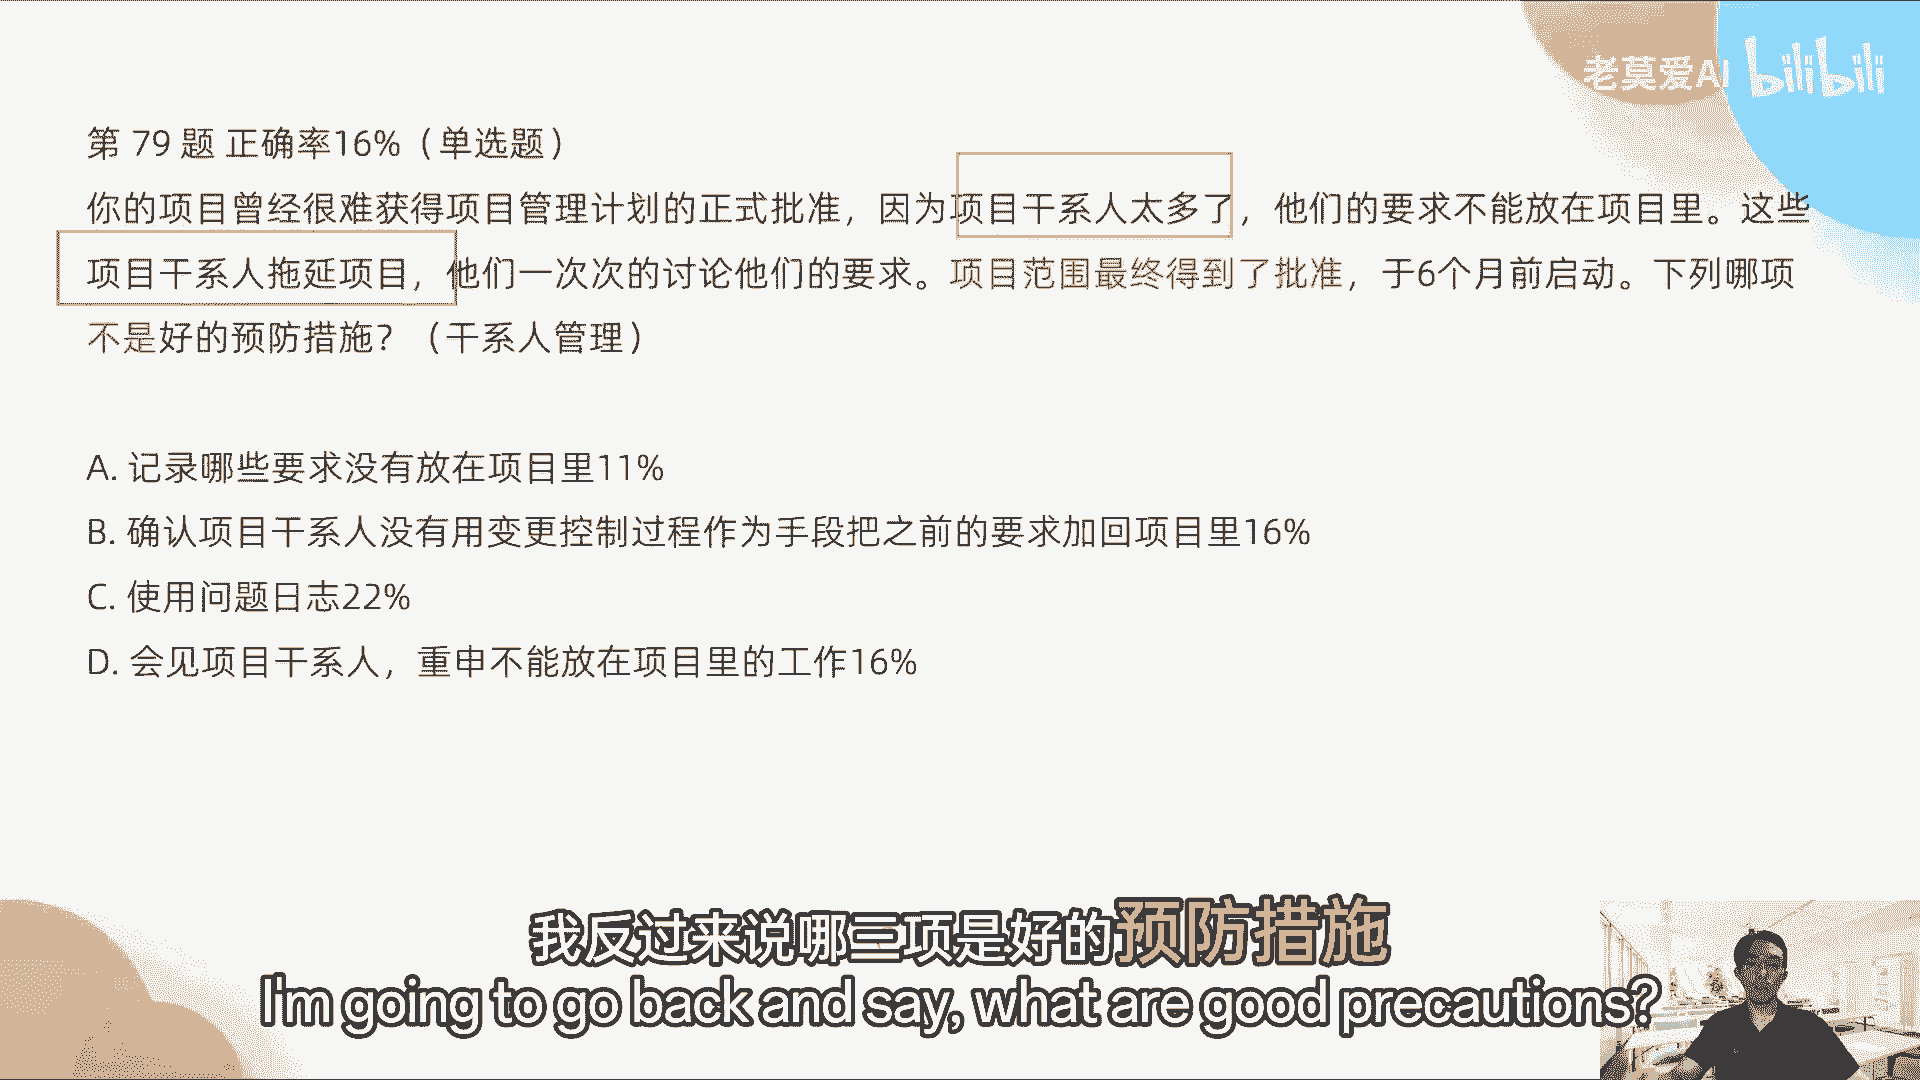 老莫爱AI bilibili
第 79 题 正确率16%（单选题）
你的项目曾经很难获得项目管理计划的正式批准，因为项目干系人太多了，他们的要求不能放在项目里。这些
项目干系人拖延项目，他们一次次的讨论他们的要求。项目范围最终得到了批准，于6个月前启动。下列哪项
不是好的预防措施？（干系人管理）
A. 记录哪些要求没有放在项目里11%
B. 确认项目干系人没有用变更控制过程作为手段把之前的要求加回项目里16%
C. 使用问题日志22%
D. 会见项目干系人，重申不能放在项目里的工作16%
我反过来说哪三项是好的预防措施
I'm going to go back and say, what are good precautions?